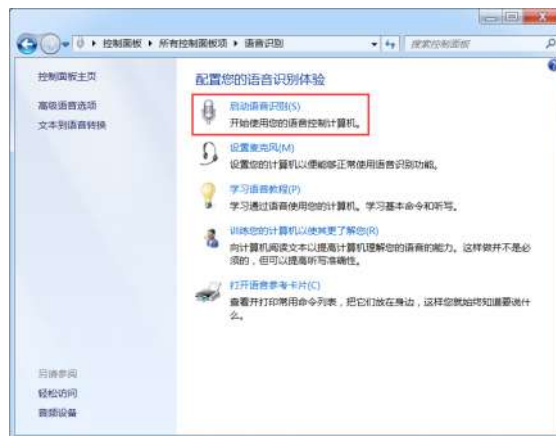 控制面板 ▸ 所有控制面板项 ▸ 语音识别
搜索控制面板
控制面板主页
高级语音选项
文本到语音转换
配置您的语音识别体验
启动语音识别(S)
开始使用您的语音控制计算机。
设置麦克风(M)
设置您的计算机以便能够正常使用语音识别功能。
学习语音教程(P)
学习通过语音使用您的计算机。学习基本命令和听写。
训练您的计算机以使其更了解您(R)
向计算机阅读文本以提高计算机理解您的语音的能力。这样做并不是必
须的，但可以提高听写准确性。
打开语音参考卡片(C)
查看并打印常用命令列表，把它们放在身边，这样您就始终知道要说什
么。
另请参阅
轻松访问
音频设备